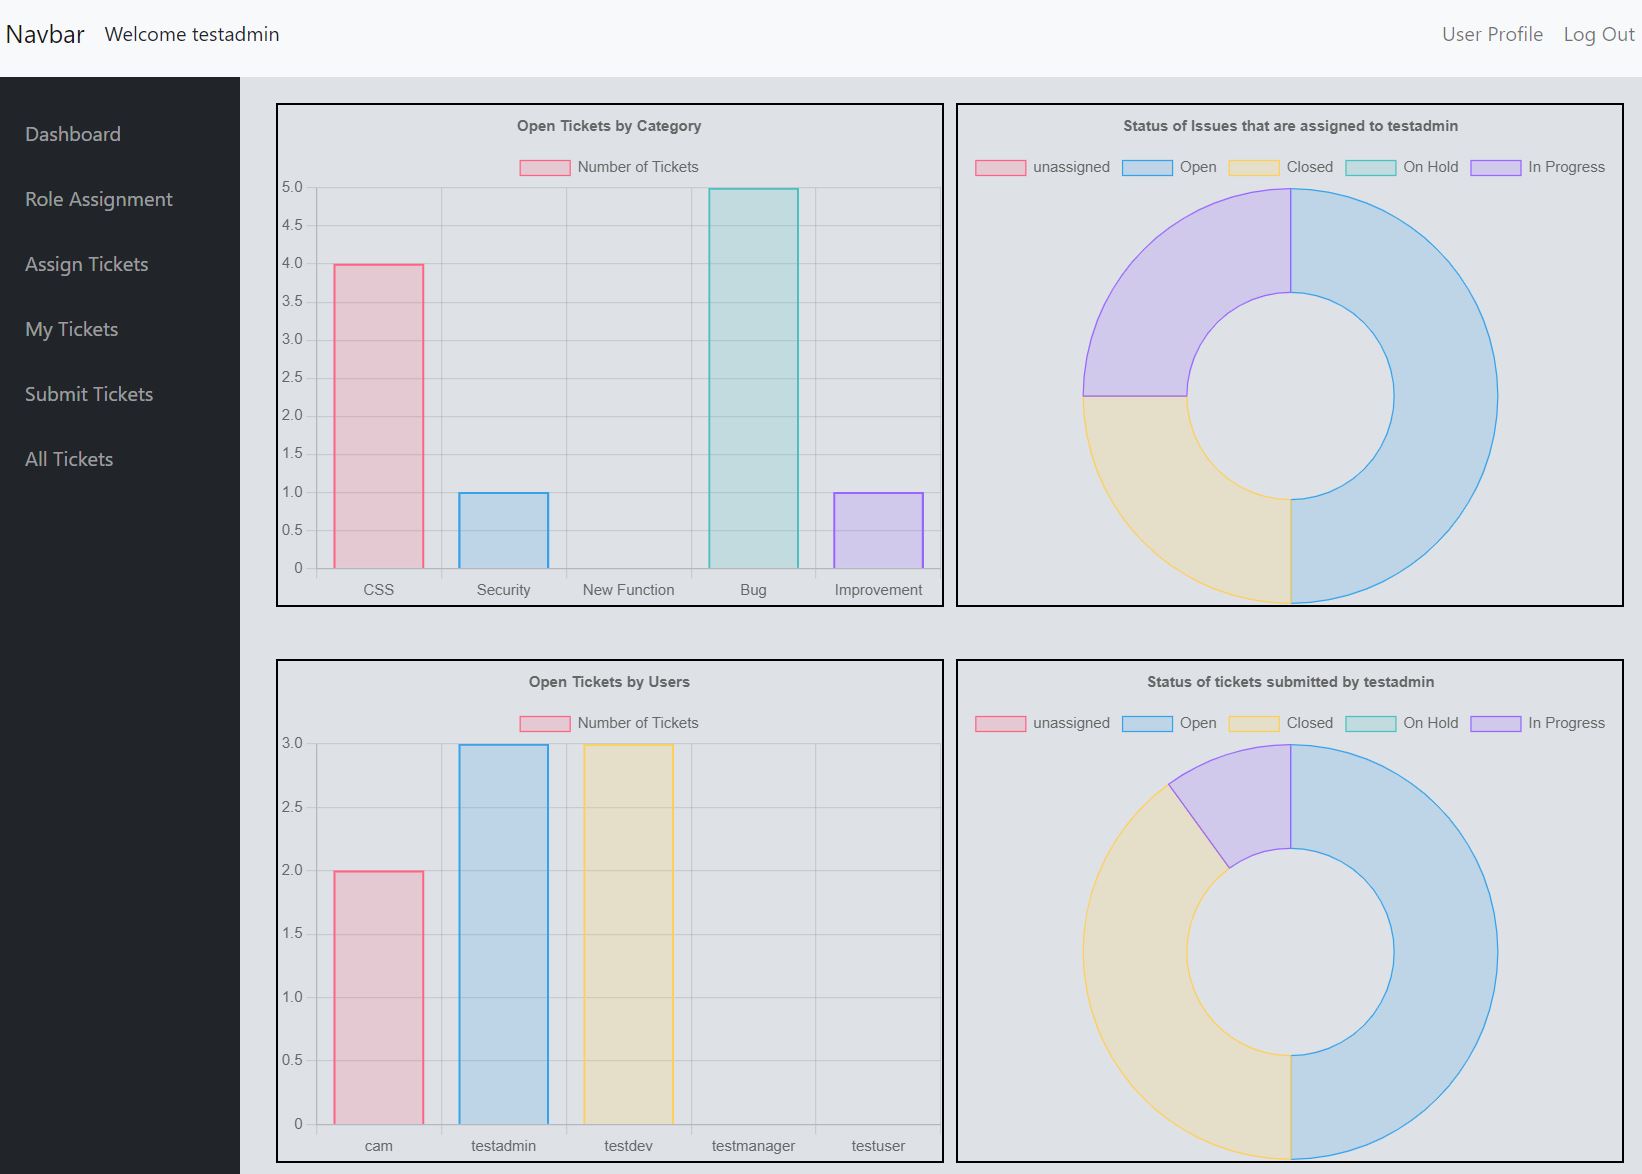 Navbar Welcome testadmin User Profile Log Out
Dashboard
Role Assignment
Assign Tickets
My Tickets
Submit Tickets
All Tickets
Open Tickets by Category
Number of Tickets
5.0
4.5
4.0
3.5
3.0
2.5
2.0
1.5
1.0
0.5
0
CSS Security New Function Bug Improvement
Status of Issues that are assigned to testadmin
unassigned Open Closed On Hold In Progress
Open Tickets by Users
Number of Tickets
3.0
2.5
2.0
1.5
1.0
0.5
0
cam testadmin testdev testmanager testuser
Status of tickets submitted by testadmin
unassigned Open Closed On Hold In Progress